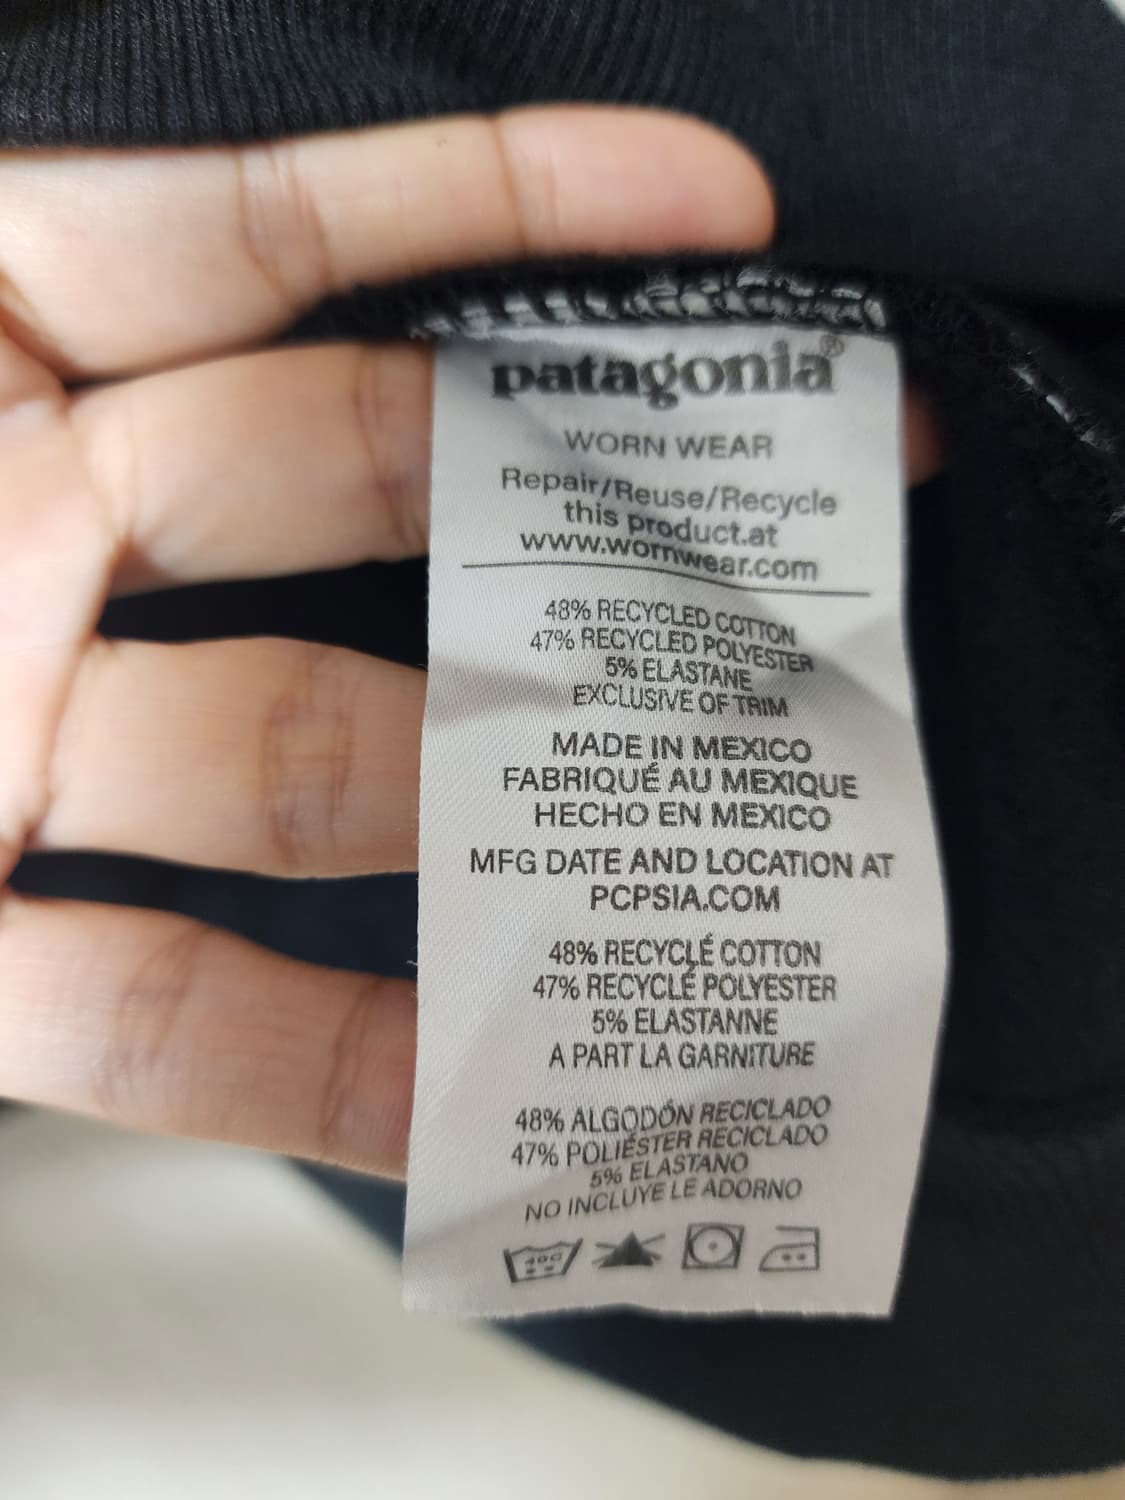 patagonia®
WORN WEAR
Repair/Reuse/Recycle
this product.at
www.wornwear.com
48% RECYCLED COTTON
47% RECYCLED POLYESTER
5% ELASTANE
EXCLUSIVE OF TRIM
MADE IN MEXICO
FABRIQUÉ AU MEXIQUE
HECHO EN MEXICO
MFG DATE AND LOCATION AT
PCPSIA.COM
48% RECYCLÉ COTTON
47% RECYCLÉ POLYESTER
5% ELASTANNE
A PART LA GARNITURE
48% ALGODÓN RECICLADO
47% POLIÉSTER RECICLADO
5% ELASTANO
NO INCLUYE LE ADORNO
40C